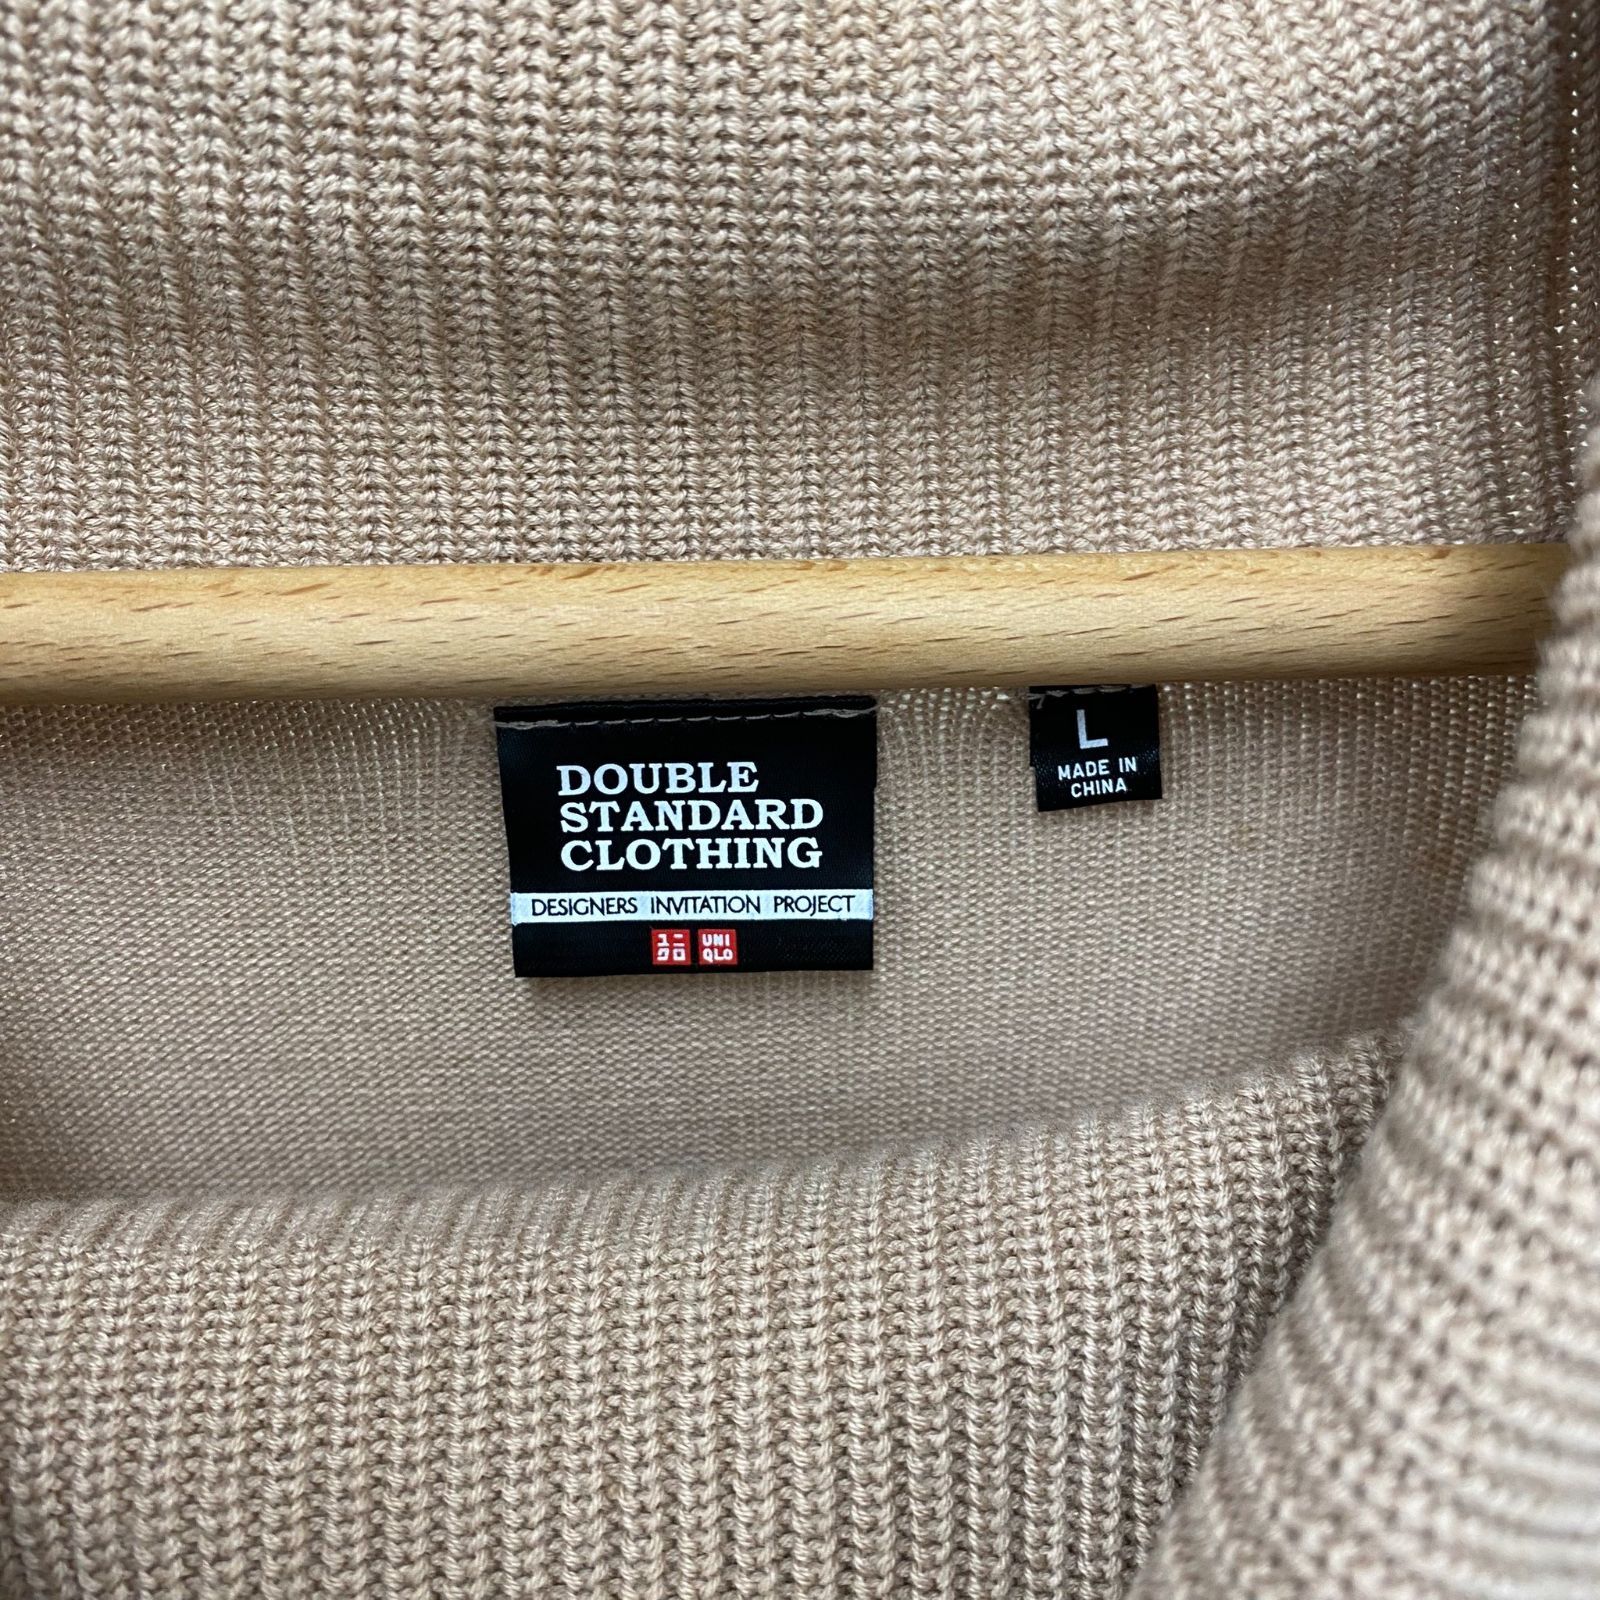 DOUBLE
STANDARD
CLOTHING
DESIGNERS INVITATION PROJECT
ユニ
クロ
UNI
QLO
L
MADE IN
CHINA